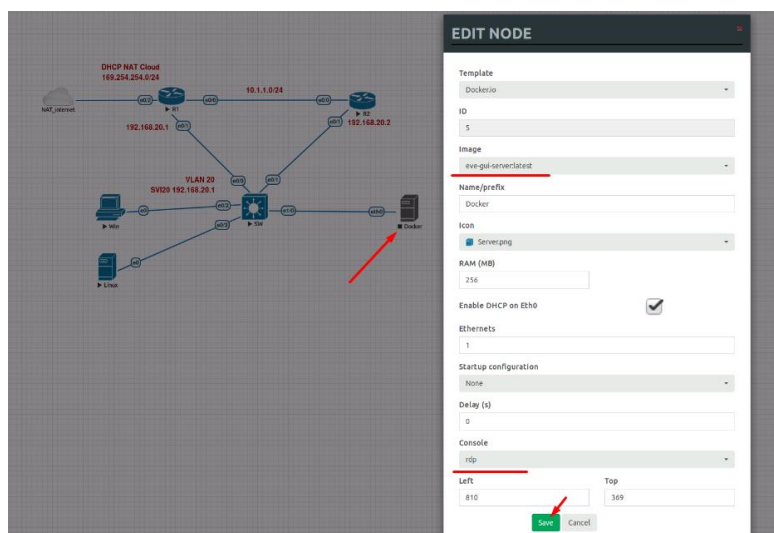 DHCP NAT Cloud
169.254.254.0/24
NAT_Internet
e0/2
R1
e0/0
10.1.1.0/24
e0/0
R2
192.168.20.1
e0/1
e0/1
192.168.20.2
VLAN 20
SVI20 192.168.20.1
e0/0
e0/1
Win
e0
e0/2
SW
e1/0
eth0
Docker
e0/3
Linux
e0
EDIT NODE
Template
Docker.io
ID
5
Image
eve-gui-server:latest
Name/prefix
Docker
Icon
Server.png
RAM (MB)
256
Enable DHCP on Eth0
Ethernets
1
Startup configuration
None
Delay (s)
0
Console
rdp
Left Top
810 369
Save Cancel